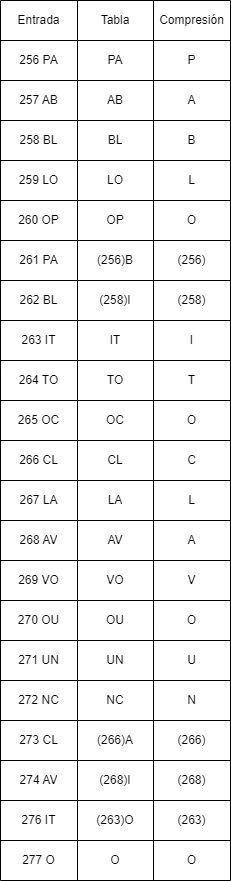 Entrada Tabla Compresión
256 PA PA P
257 AB AB A
258 BL BL B
259 LO LO L
260 OP OP O
261 PA (256)B (256)
262 BL (258)I (258)
263 IT IT I
264 TO TO T
265 OC OC O
266 CL CL C
267 LA LA L
268 AV AV A
269 VO VO V
270 OU OU O
271 UN UN U
272 NC NC N
273 CL (266)A (266)
274 AV (268)I (268)
276 IT (263)O (263)
277 O O O